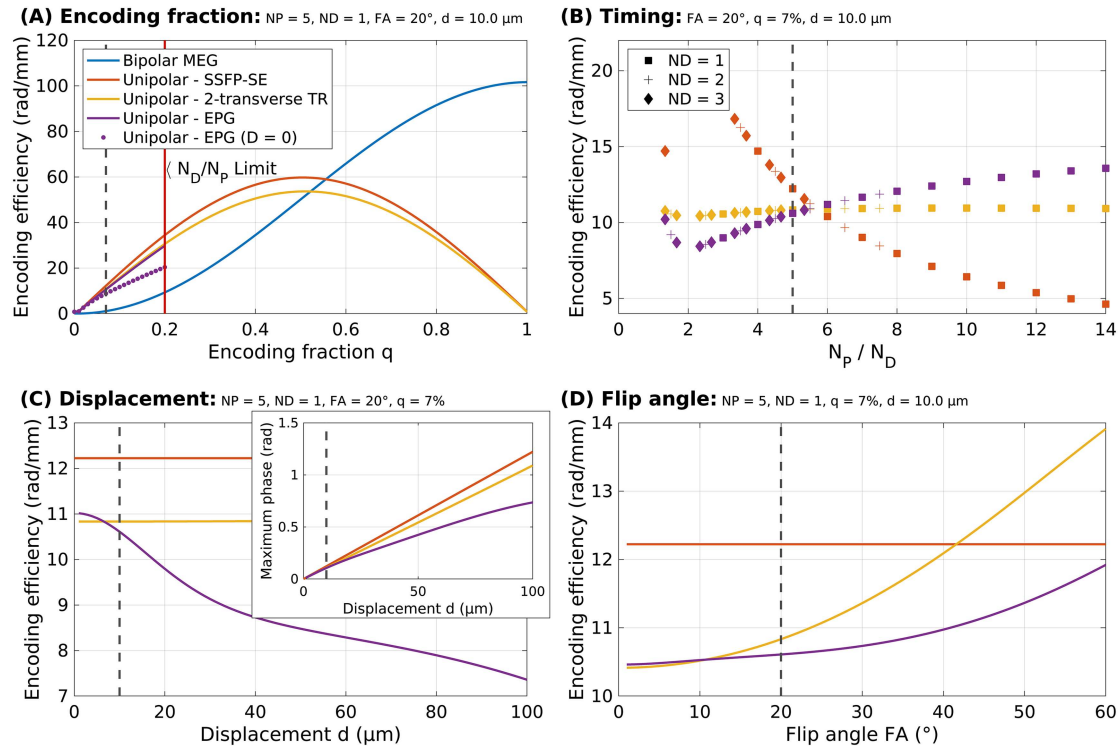 (A) Encoding fraction: NP = 5, ND = 1, FA = 20°, d = 10.0 µm
Encoding efficiency (rad/mm)
120
100
80
60
40
20
0
Bipolar MEG
Unipolar - SSFP-SE
Unipolar - 2-transverse TR
Unipolar - EPG
Unipolar - EPG (D = 0)
⟨ N_D/N_P Limit
0 0.2 0.4 0.6 0.8 1
Encoding fraction q
(B) Timing: FA = 20°, q = 7%, d = 10.0 µm
Encoding efficiency (rad/mm)
20
15
10
5
ND = 1
ND = 2
ND = 3
0 2 4 6 8 10 12 14
N_P / N_D
(C) Displacement: NP = 5, ND = 1, FA = 20°, q = 7%
Encoding efficiency (rad/mm)
13
12
11
10
9
8
7
0 20 40 60 80 100
Displacement d (µm)
Maximum phase (rad)
1.5
1
0.5
0
0 50 100
Displacement d (µm)
(D) Flip angle: NP = 5, ND = 1, q = 7%, d = 10.0 µm
Encoding efficiency (rad/mm)
14
13
12
11
10
0 10 20 30 40 50 60
Flip angle FA (°)